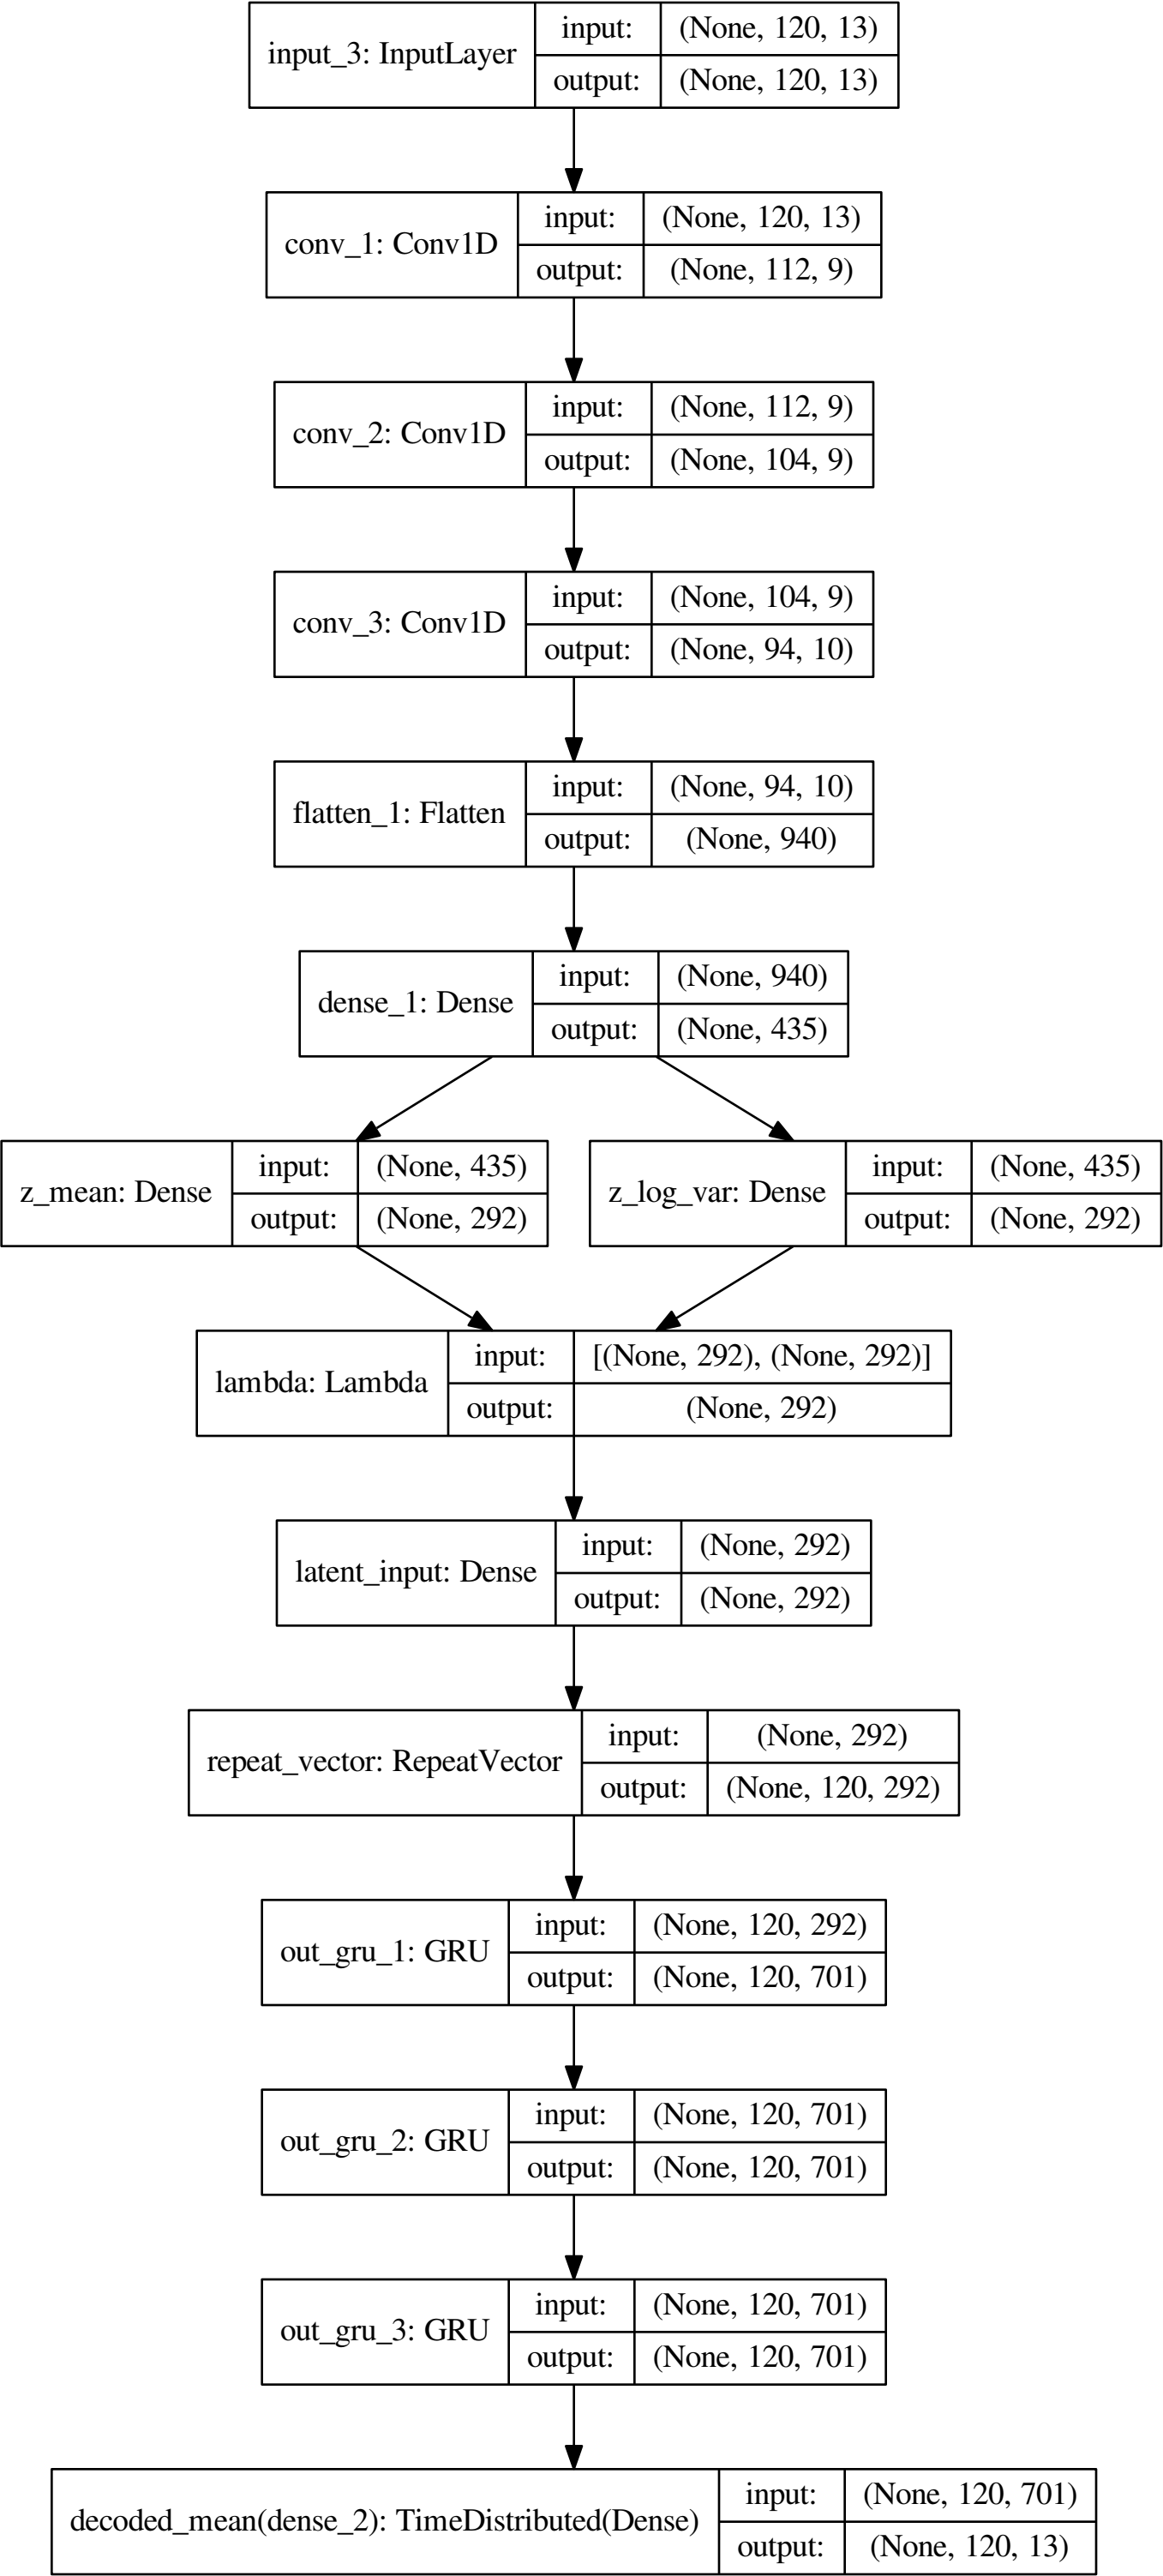 input_3: InputLayer
input: (None, 120, 13)
output: (None, 120, 13)
conv_1: Conv1D
input: (None, 120, 13)
output: (None, 112, 9)
conv_2: Conv1D
input: (None, 112, 9)
output: (None, 104, 9)
conv_3: Conv1D
input: (None, 104, 9)
output: (None, 94, 10)
flatten_1: Flatten
input: (None, 94, 10)
output: (None, 940)
dense_1: Dense
input: (None, 940)
output: (None, 435)
z_mean: Dense
input: (None, 435)
output: (None, 292)
z_log_var: Dense
input: (None, 435)
output: (None, 292)
lambda: Lambda
input: [(None, 292), (None, 292)]
output: (None, 292)
latent_input: Dense
input: (None, 292)
output: (None, 292)
repeat_vector: RepeatVector
input: (None, 292)
output: (None, 120, 292)
out_gru_1: GRU
input: (None, 120, 292)
output: (None, 120, 701)
out_gru_2: GRU
input: (None, 120, 701)
output: (None, 120, 701)
out_gru_3: GRU
input: (None, 120, 701)
output: (None, 120, 701)
decoded_mean(dense_2): TimeDistributed(Dense)
input: (None, 120, 701)
output: (None, 120, 13)